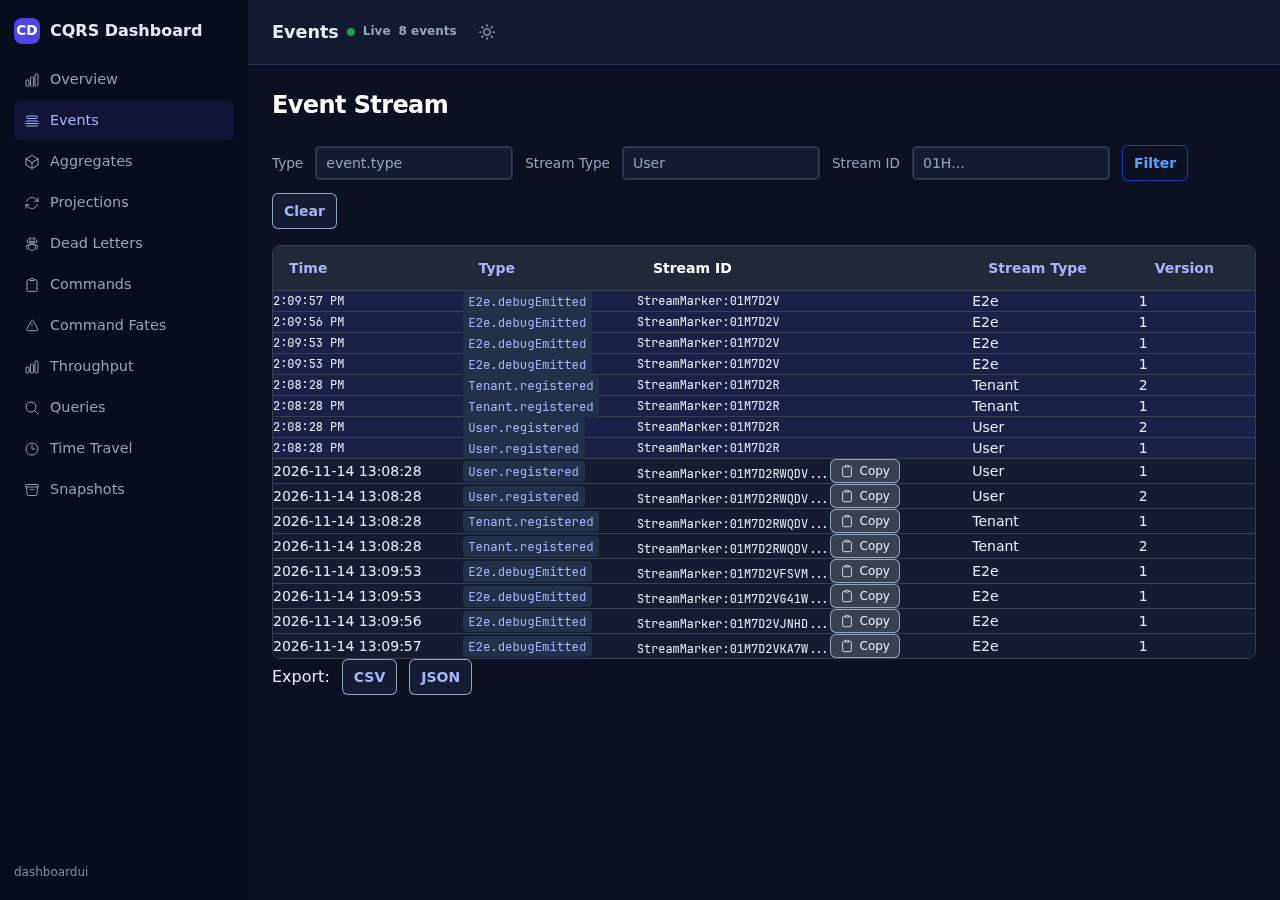 CD CQRS Dashboard
Overview
Events
Aggregates
Projections
Dead Letters
Commands
Command Fates
Throughput
Queries
Time Travel
Snapshots
dashboardui
Events Live 8 events
Event Stream
Type event.type Stream Type User Stream ID 01H... Filter
Clear
Time Type Stream ID Stream Type Version
2:09:57 PM E2e.debugEmitted StreamMarker:01M7D2V E2e 1
2:09:56 PM E2e.debugEmitted StreamMarker:01M7D2V E2e 1
2:09:53 PM E2e.debugEmitted StreamMarker:01M7D2V E2e 1
2:09:53 PM E2e.debugEmitted StreamMarker:01M7D2V E2e 1
2:08:28 PM Tenant.registered StreamMarker:01M7D2R Tenant 2
2:08:28 PM Tenant.registered StreamMarker:01M7D2R Tenant 1
2:08:28 PM User.registered StreamMarker:01M7D2R User 2
2:08:28 PM User.registered StreamMarker:01M7D2R User 1
2026-11-14 13:08:28 User.registered StreamMarker:01M7D2RWQDV... Copy User 1
2026-11-14 13:08:28 User.registered StreamMarker:01M7D2RWQDV... Copy User 2
2026-11-14 13:08:28 Tenant.registered StreamMarker:01M7D2RWQDV... Copy Tenant 1
2026-11-14 13:08:28 Tenant.registered StreamMarker:01M7D2RWQDV... Copy Tenant 2
2026-11-14 13:09:53 E2e.debugEmitted StreamMarker:01M7D2VFSVM... Copy E2e 1
2026-11-14 13:09:53 E2e.debugEmitted StreamMarker:01M7D2VG41W... Copy E2e 1
2026-11-14 13:09:56 E2e.debugEmitted StreamMarker:01M7D2VJNHD... Copy E2e 1
2026-11-14 13:09:57 E2e.debugEmitted StreamMarker:01M7D2VKA7W... Copy E2e 1
Export: CSV JSON